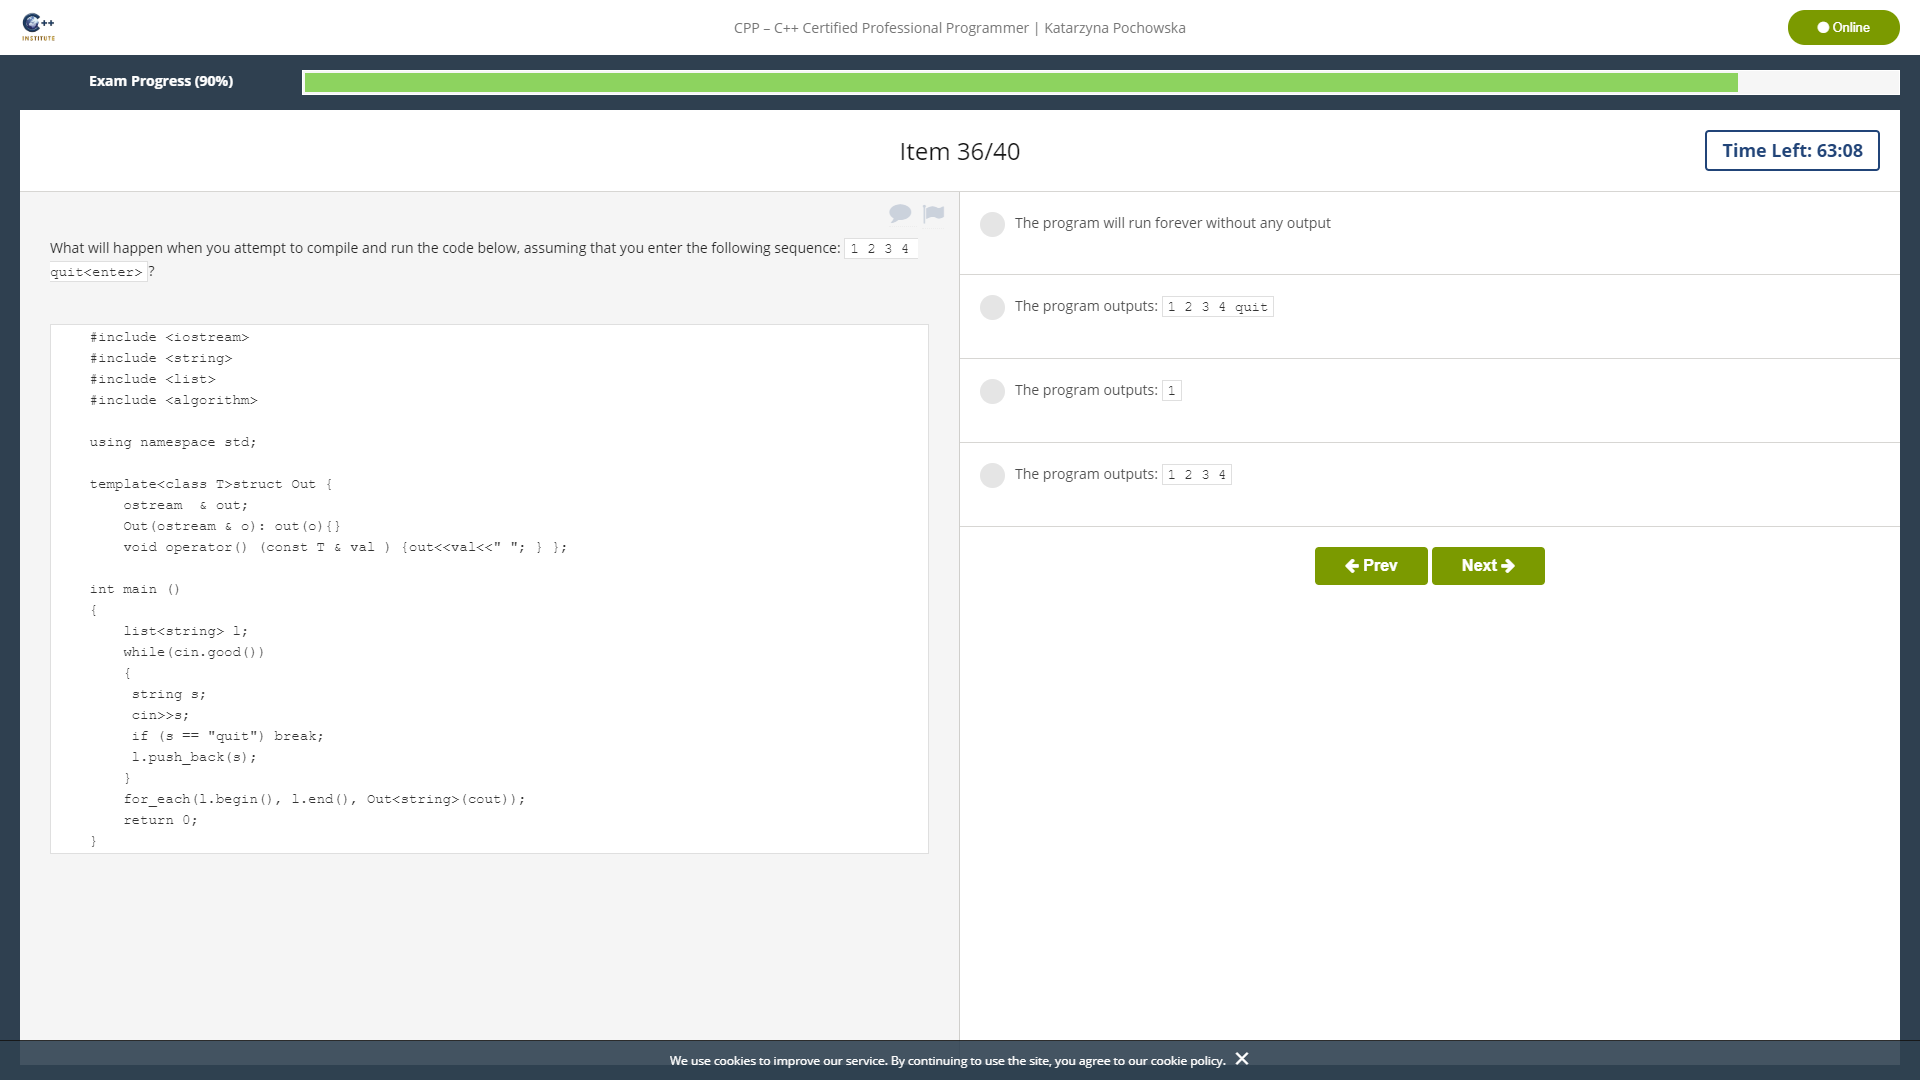 C++
INSTITUTE
CPP – C++ Certified Professional Programmer | Katarzyna Pochowska
Online
Exam Progress (90%)
Item 36/40
Time Left: 63:08
What will happen when you attempt to compile and run the code below, assuming that you enter the following sequence: 1 2 3 4
quit<enter> ?
#include <iostream>
#include <string>
#include <list>
#include <algorithm>
using namespace std;
template<class T>struct Out {
    ostream  & out;
    Out(ostream & o): out(o){}
    void operator() (const T & val ) {out<<val<<" "; } };
int main ()
{
    list<string> l;
    while(cin.good())
    {
     string s;
     cin>>s;
     if (s == "quit") break;
     l.push_back(s);
    }
    for_each(l.begin(), l.end(), Out<string>(cout));
    return 0;
}
The program will run forever without any output
The program outputs: 1 2 3 4 quit
The program outputs: 1
The program outputs: 1 2 3 4
Prev
Next
We use cookies to improve our service. By continuing to use the site, you agree to our cookie policy.